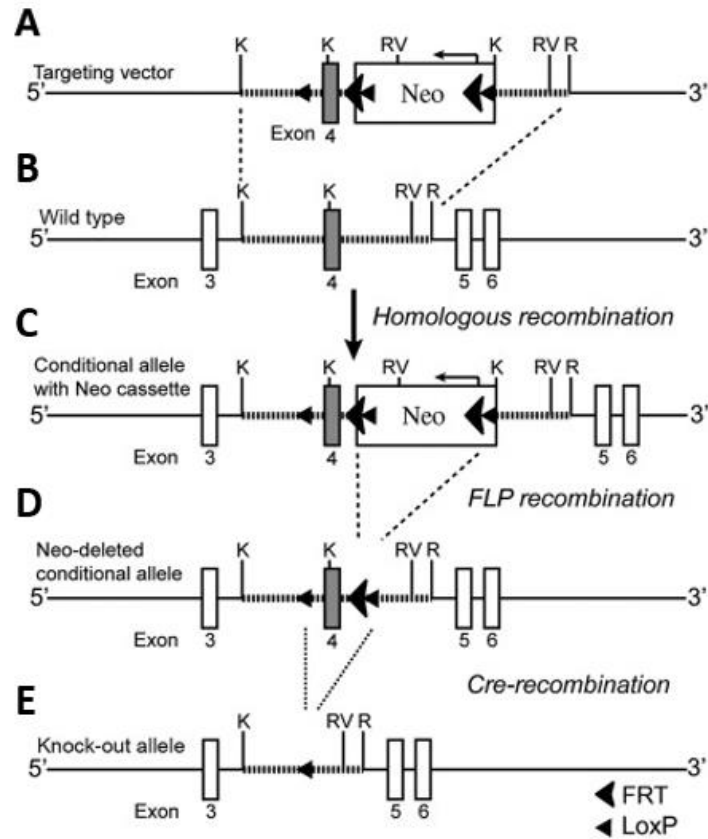 A
K K RV K RV R
Targeting vector
5' Neo 3'
Exon 4
B
K K RV R
Wild type
5' 3'
Exon 3 4 5 6
Homologous recombination
C
Conditional allele K K RV K RV R
with Neo cassette
5' Neo 3'
Exon 3 4 5 6
FLP recombination
D
Neo-deleted K K RV R
conditional allele
5' 3'
Exon 3 4 5 6
Cre-recombination
E
K RV R
Knock-out allele
5' 3'
Exon 3 5 6
FRT
LoxP